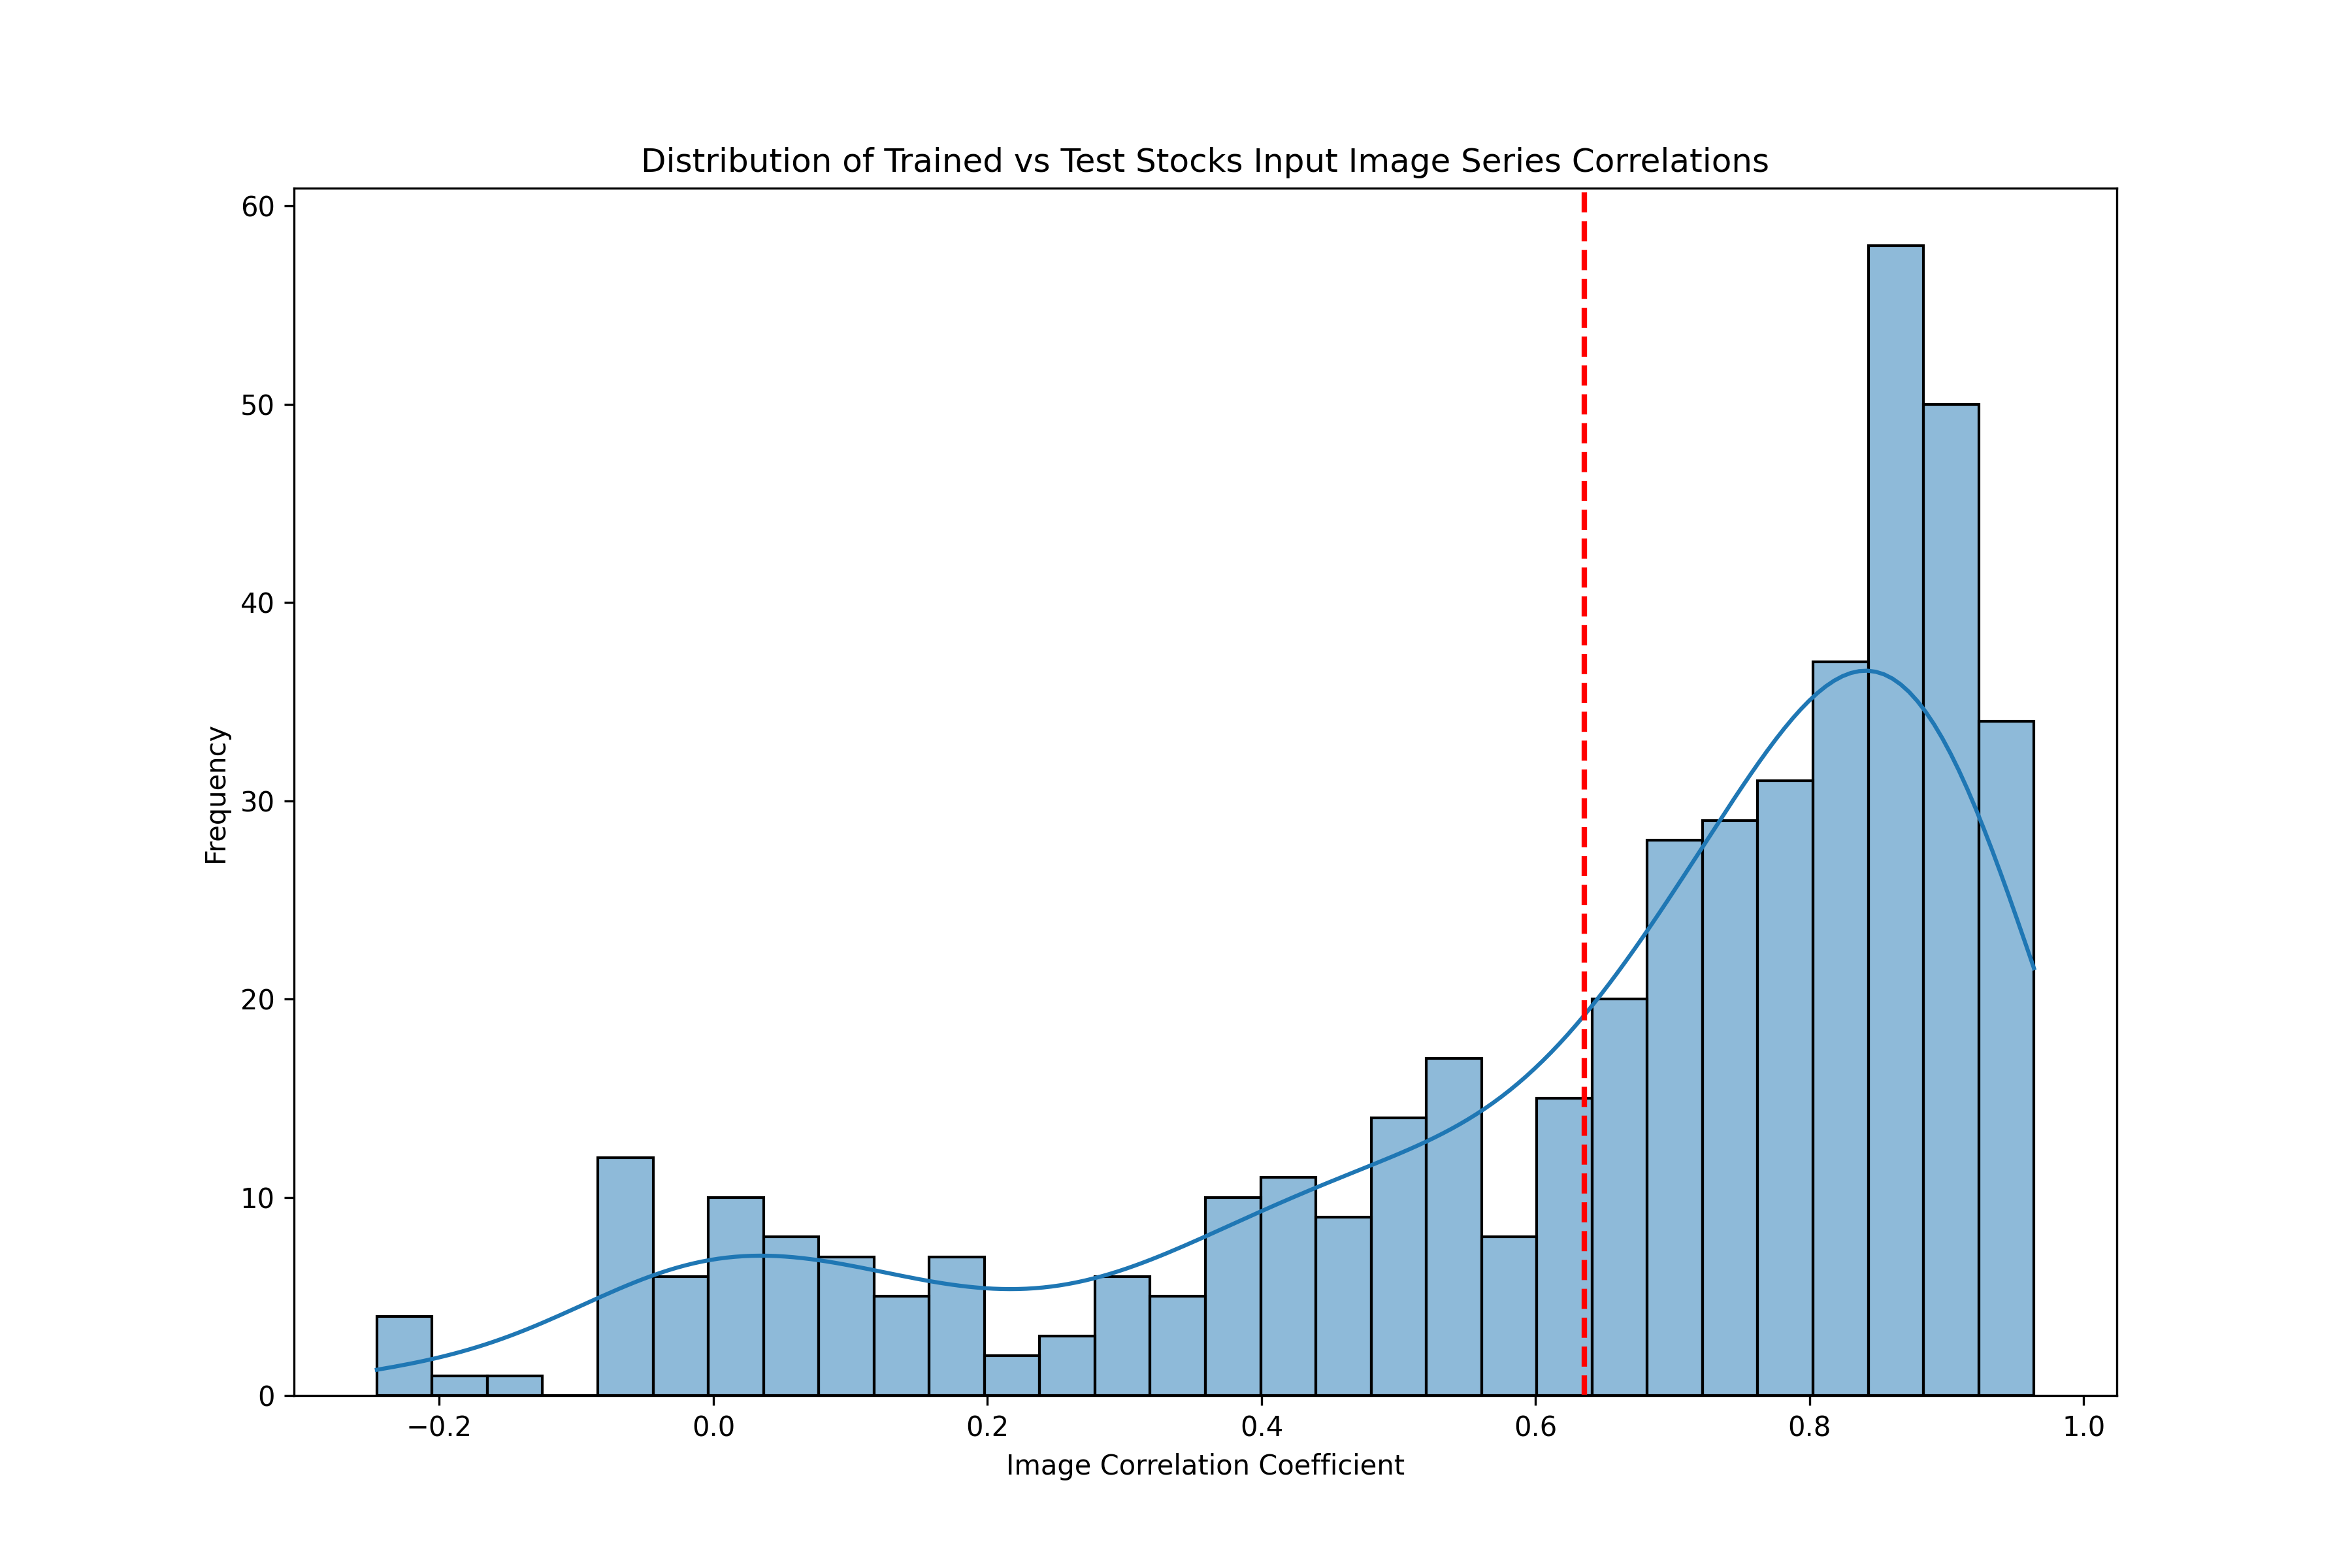 Distribution of Trained vs Test Stocks Input Image Series Correlations
60
50
40
30
20
10
0
Frequency
−0.2 0.0 0.2 0.4 0.6 0.8 1.0
Image Correlation Coefficient